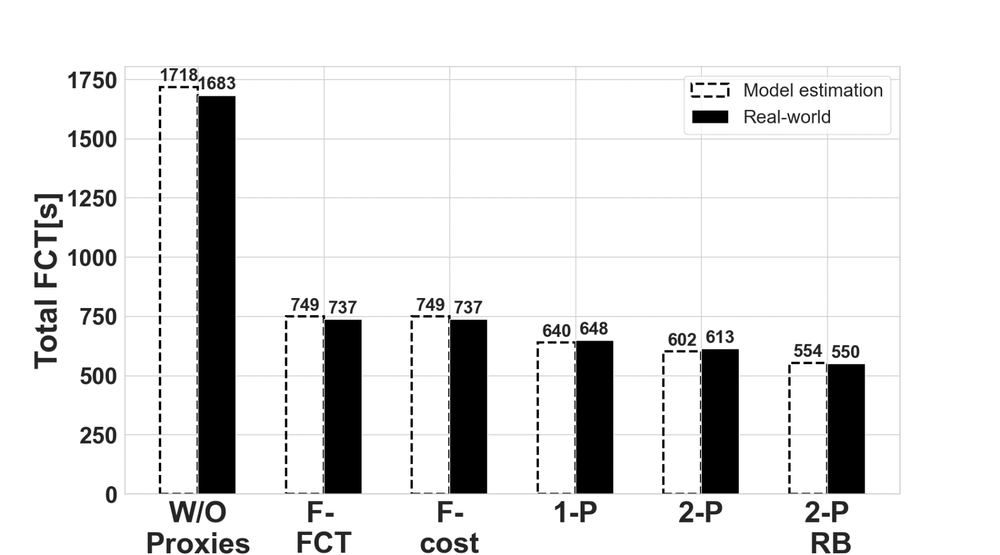 1718
1683
1750
Model estimation
Real-world
1500
1250
Total FCT[s]
1000
749 737 749 737
750
640 648
602 613
554 550
500
250
0
W/O Proxies
F-FCT
F-cost
1-P
2-P
2-P RB